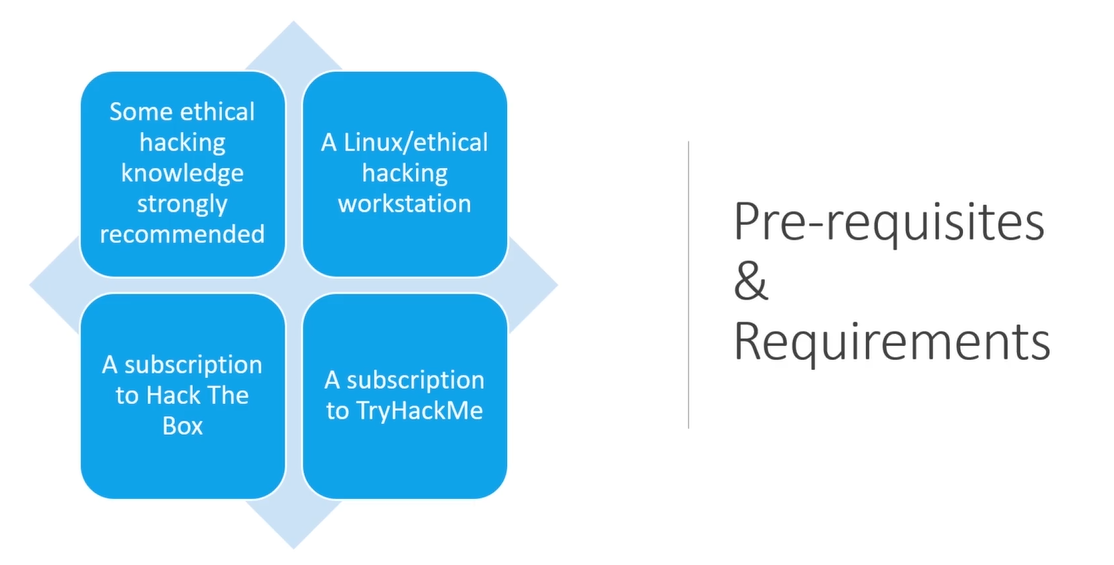 Some ethical
hacking
knowledge
strongly
recommended
A Linux/ethical
hacking
workstation
A subscription
to Hack The
Box
A subscription
to TryHackMe
Pre-requisites
&
Requirements